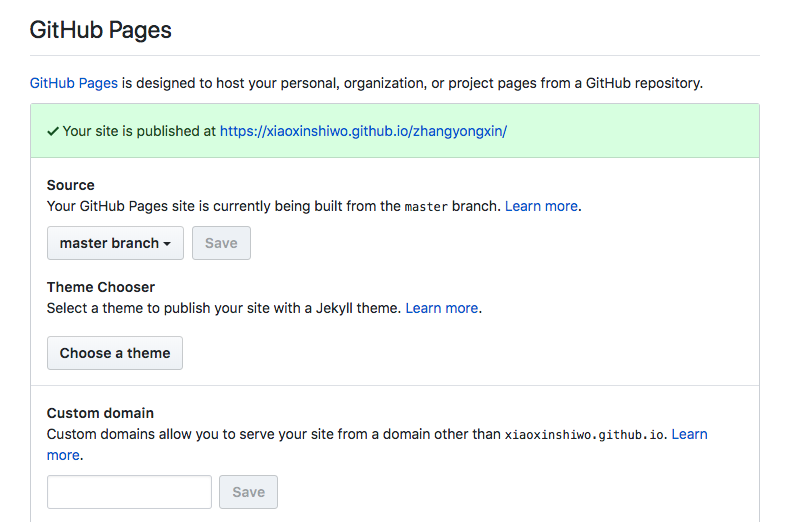 GitHub Pages
GitHub Pages is designed to host your personal, organization, or project pages from a GitHub repository.
Your site is published at https://xiaoxinshiwo.github.io/zhangyongxin/
Source
Your GitHub Pages site is currently being built from the master branch. Learn more.
master branch Save
Theme Chooser
Select a theme to publish your site with a Jekyll theme. Learn more.
Choose a theme
Custom domain
Custom domains allow you to serve your site from a domain other than xiaoxinshiwo.github.io. Learn
more.
Save